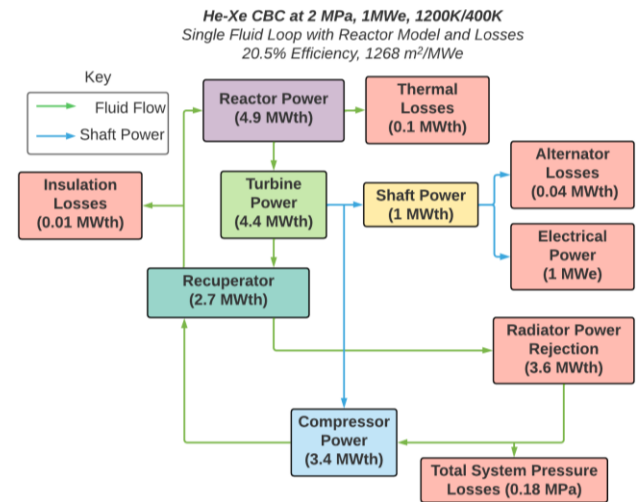 He-Xe CBC at 2 MPa, 1MWe, 1200K/400K
Single Fluid Loop with Reactor Model and Losses
20.5% Efficiency, 1268 m²/MWe
Key
Fluid Flow
Shaft Power
Reactor Power
(4.9 MWth)
Thermal
Losses
(0.1 MWth)
Insulation
Losses
(0.01 MWth)
Turbine
Power
(4.4 MWth)
Shaft Power
(1 MWth)
Alternator
Losses
(0.04 MWth)
Electrical
Power
(1 MWe)
Recuperator
(2.7 MWth)
Radiator Power
Rejection
(3.6 MWth)
Compressor
Power
(3.4 MWth)
Total System Pressure
Losses (0.18 MPa)